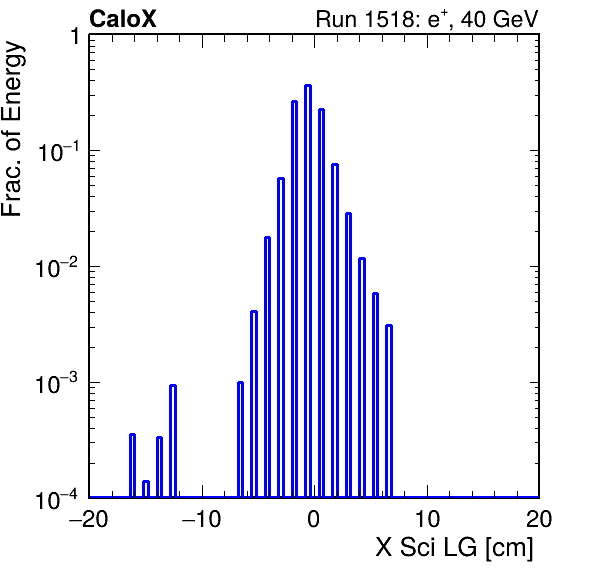 CaloX Run 1518: e⁺, 40 GeV
Frac. of Energy
1
10⁻¹
10⁻²
10⁻³
10⁻⁴
−20 −10 0 10 20
X Sci LG [cm]